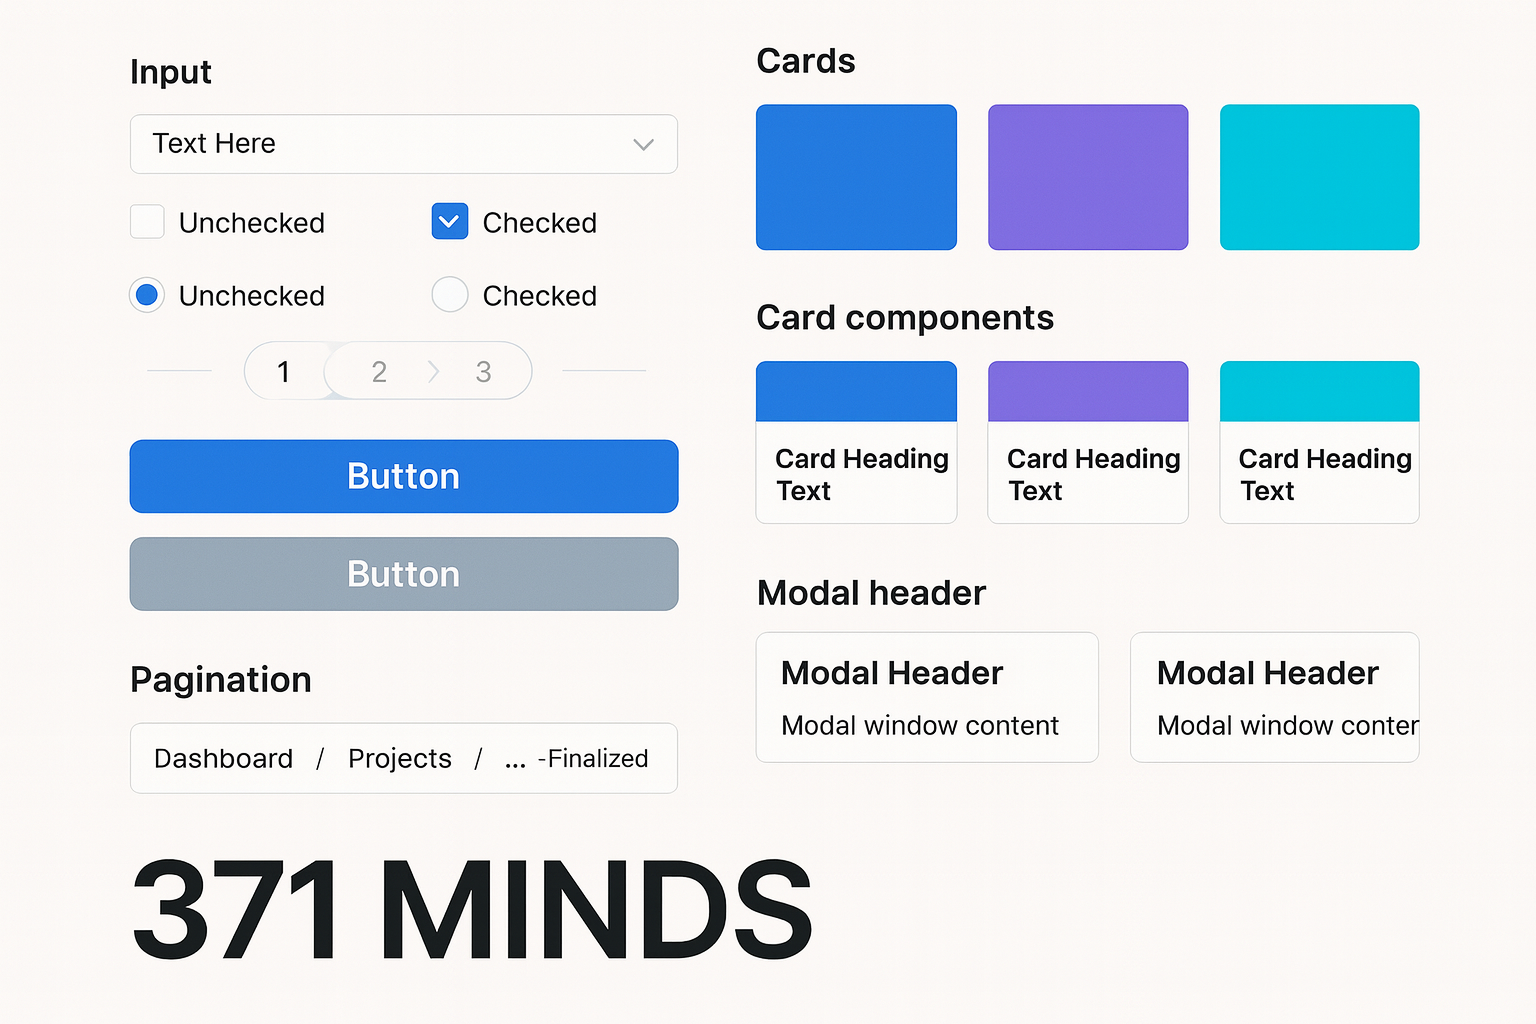 Input
Text Here
Unchecked
Checked
Unchecked
Checked
1 2 3
Button
Button
Pagination
Dashboard / Projects / ... -Finalized
Cards
Card components
Card Heading
Text
Card Heading
Text
Card Heading
Text
Modal header
Modal Header
Modal window content
Modal Header
Modal window conter
371 MINDS